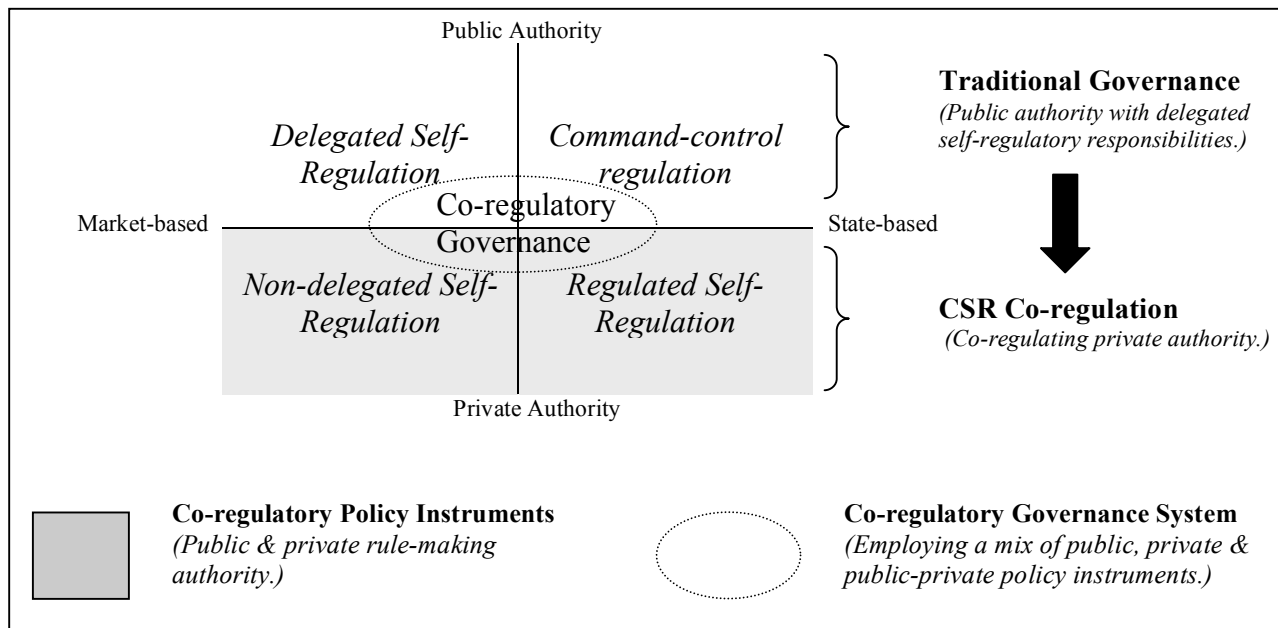 Public Authority
Delegated Self-
Regulation
Command-control
regulation
Traditional Governance
(Public authority with delegated
self-regulatory responsibilities.)
Co-regulatory
Governance
Market-based
State-based
Non-delegated Self-
Regulation
Regulated Self-
Regulation
CSR Co-regulation
(Co-regulating private authority.)
Private Authority
Co-regulatory Policy Instruments
(Public & private rule-making
authority.)
Co-regulatory Governance System
(Employing a mix of public, private &
public-private policy instruments.)